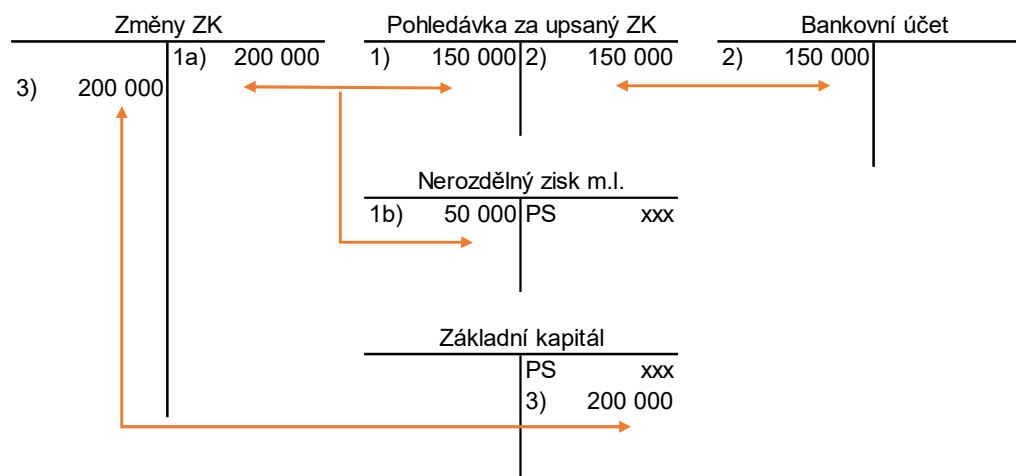 Změny ZK Pohledávka za upsaný ZK Bankovní účet
1a) 200 000 1) 150 000 2) 150 000 2) 150 000
3) 200 000
Nerozdělný zisk m.l.
1b) 50 000 PS xxx
Základní kapitál
PS xxx
3) 200 000